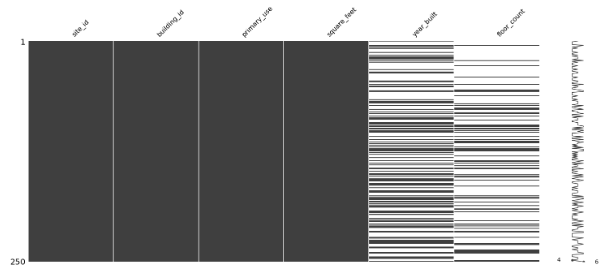 site_id
building_id
primary_use
square_feet
year_built
floor_count
1
250
4
6